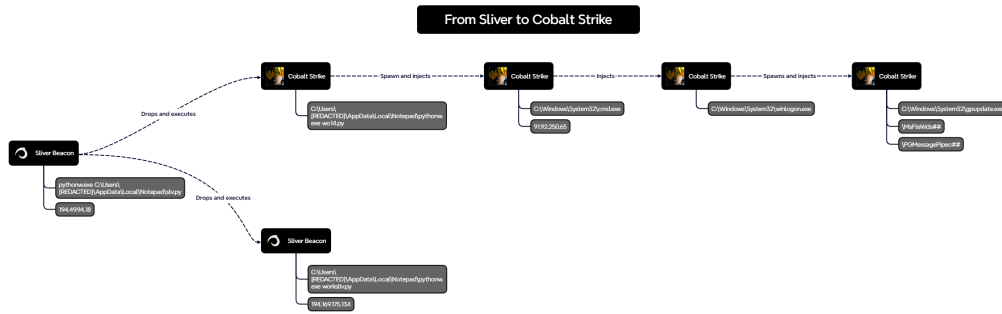 From Sliver to Cobalt Strike
Cobalt Strike
Spawn and injects
Cobalt Strike
Injects
Cobalt Strike
Spawns and injects
Cobalt Strike
C:\Users\
[REDACTED]\AppData\Local\Notepad\pythonw.
exe wo14.py
C:\Windows\System32\cmd.exe
91.92.250.65
C:\Windows\System32\winlogon.exe
C:\Windows\System32\gpupdate.exe
\MsFteWds##
\PGMessagePipec##
Drops and executes
Sliver Beacon
pythonw.exe C:\Users\
[REDACTED]\AppData\Local\Notepad\slv.py
194.49.94.18
Drops and executes
Sliver Beacon
C:\Users\
[REDACTED]\AppData\Local\Notepad\pythonw.
exe workslv.py
194.169.175.134